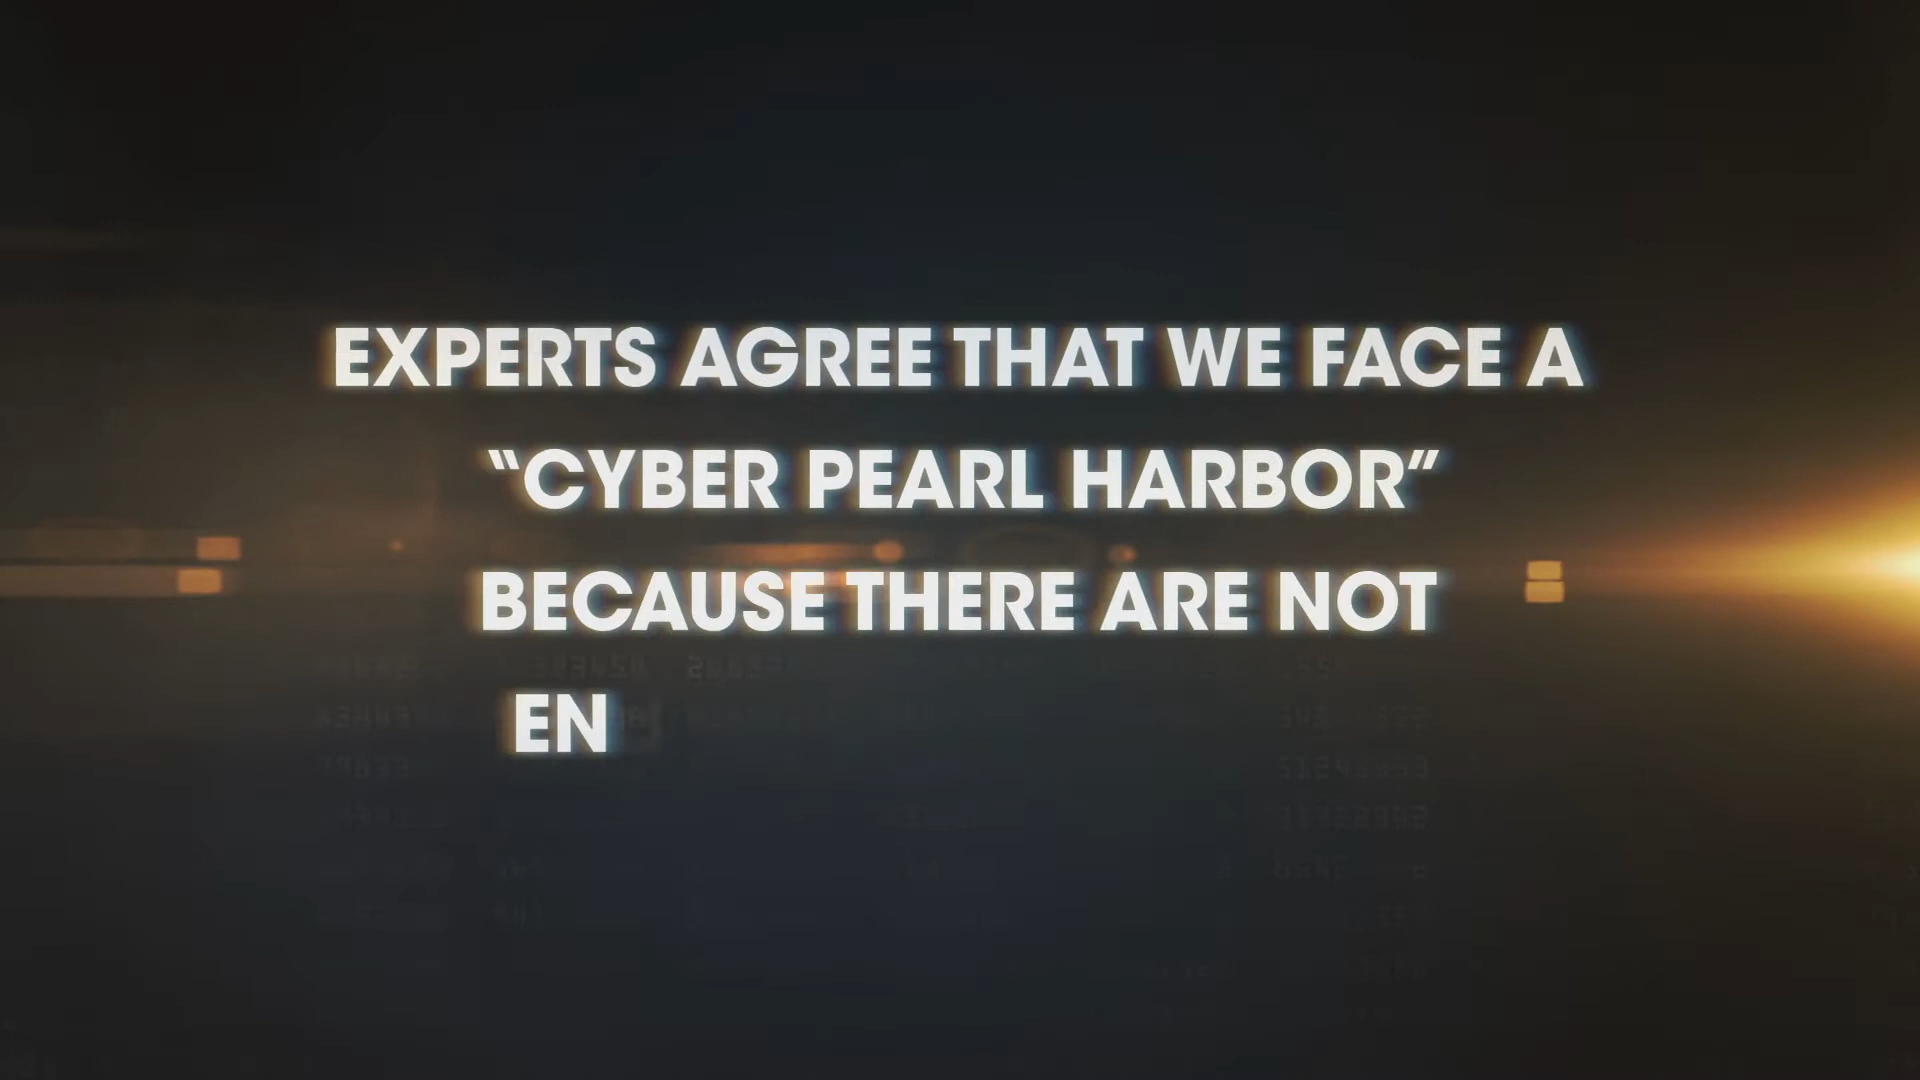 EXPERTS AGREE THAT WE FACE A
“CYBER PEARL HARBOR”
BECAUSE THERE ARE NOT
EN